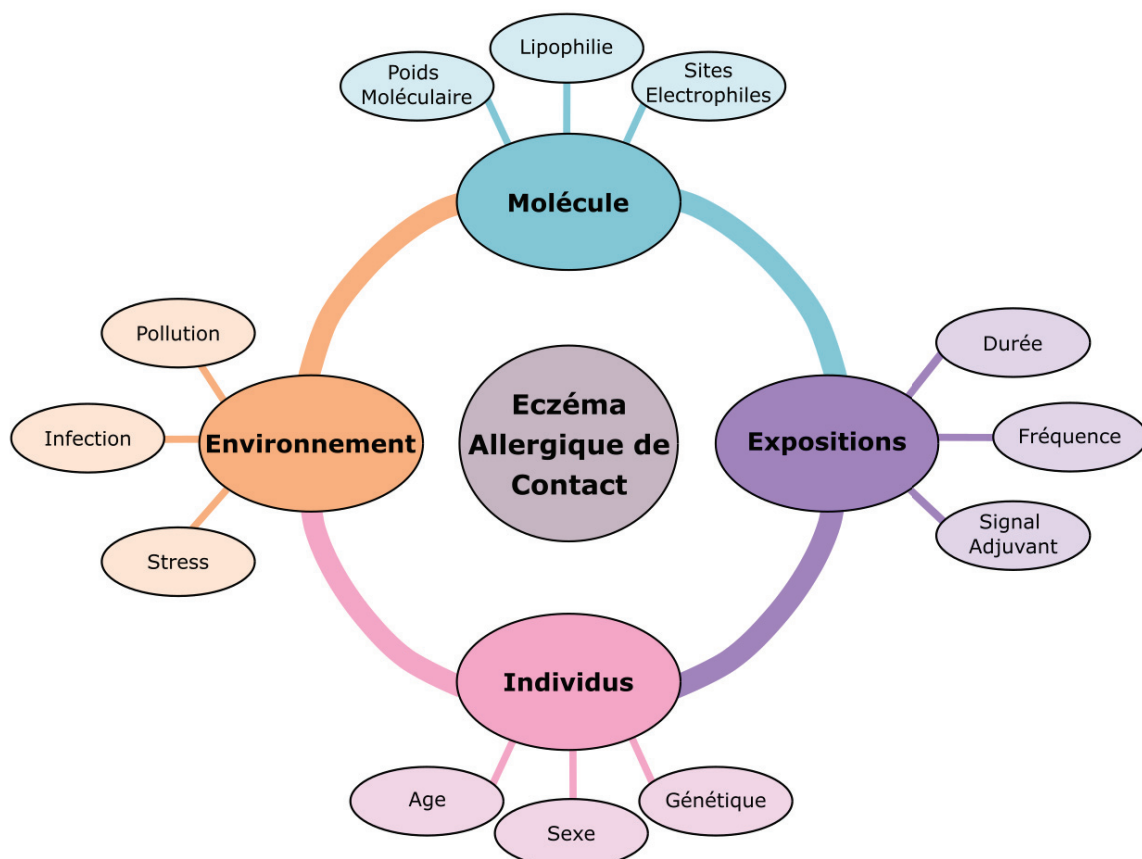 Lipophilie
Poids
Moléculaire
Sites
Electrophiles
Molécule
Pollution
Infection
Stress
Environnement
Eczéma
Allergique de
Contact
Expositions
Durée
Fréquence
Signal
Adjuvant
Individus
Age
Sexe
Génétique